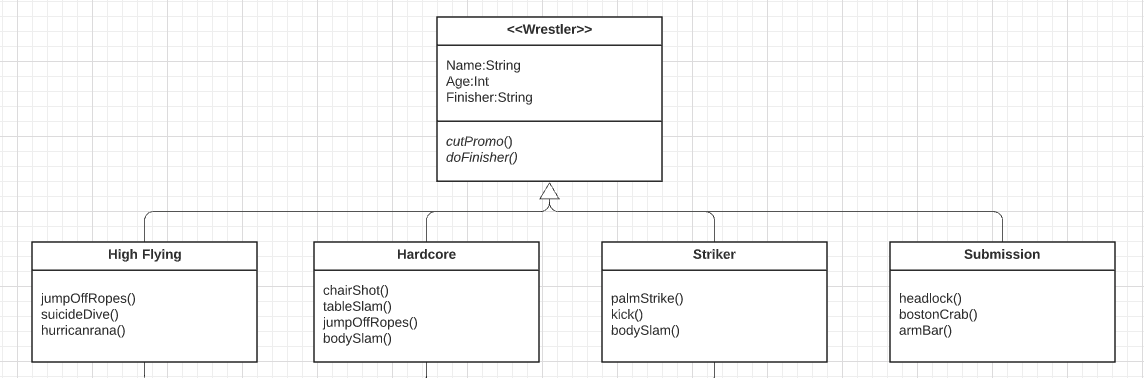 <<Wrestler>>
Name:String
Age:Int
Finisher:String
cutPromo()
doFinisher()
High Flying
jumpOffRopes()
suicideDive()
hurricanrana()
Hardcore
chairShot()
tableSlam()
jumpOffRopes()
bodySlam()
Striker
palmStrike()
kick()
bodySlam()
Submission
headlock()
bostonCrab()
armBar()